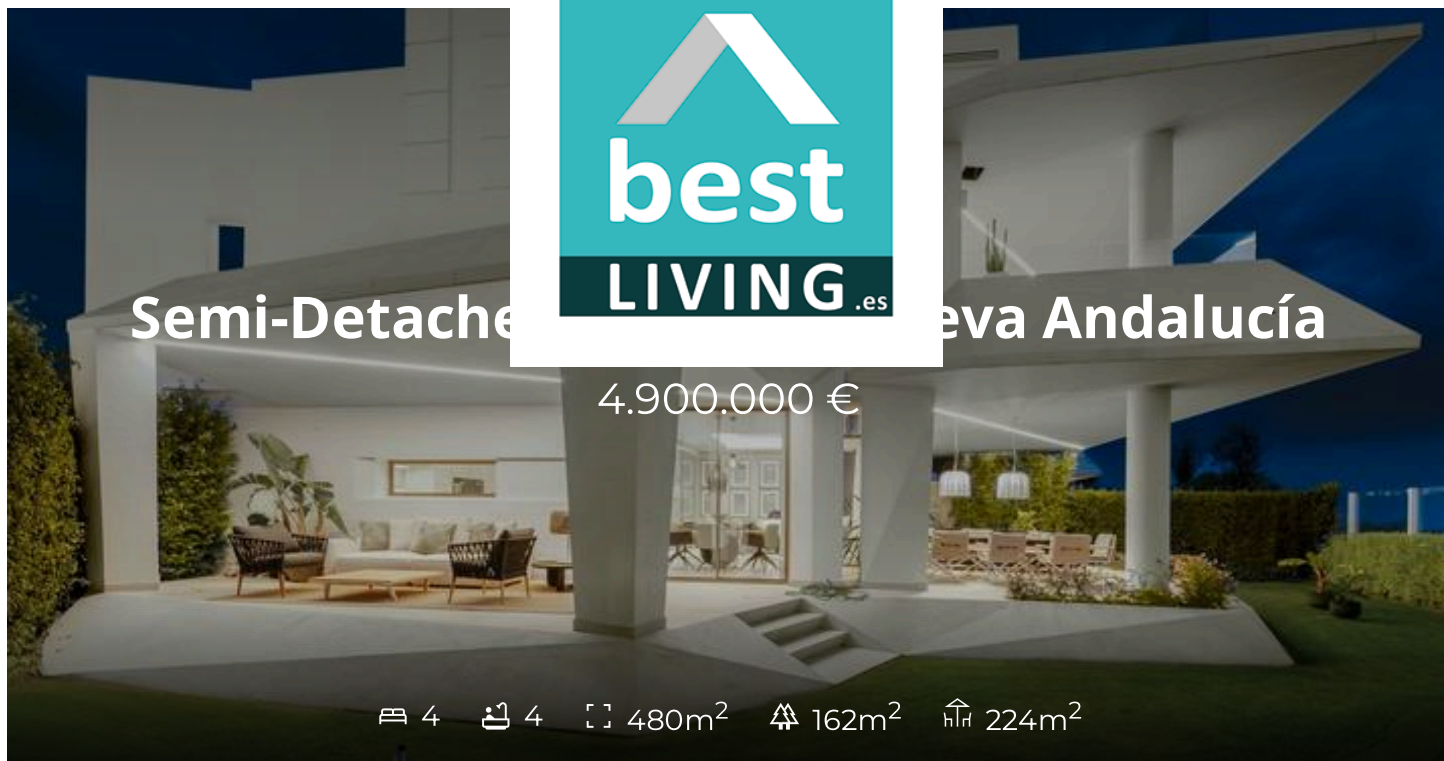 best
LIVING.es
Semi-Detache eva Andalucía
4.900.000 €
4 4 480m² 162m² 224m²